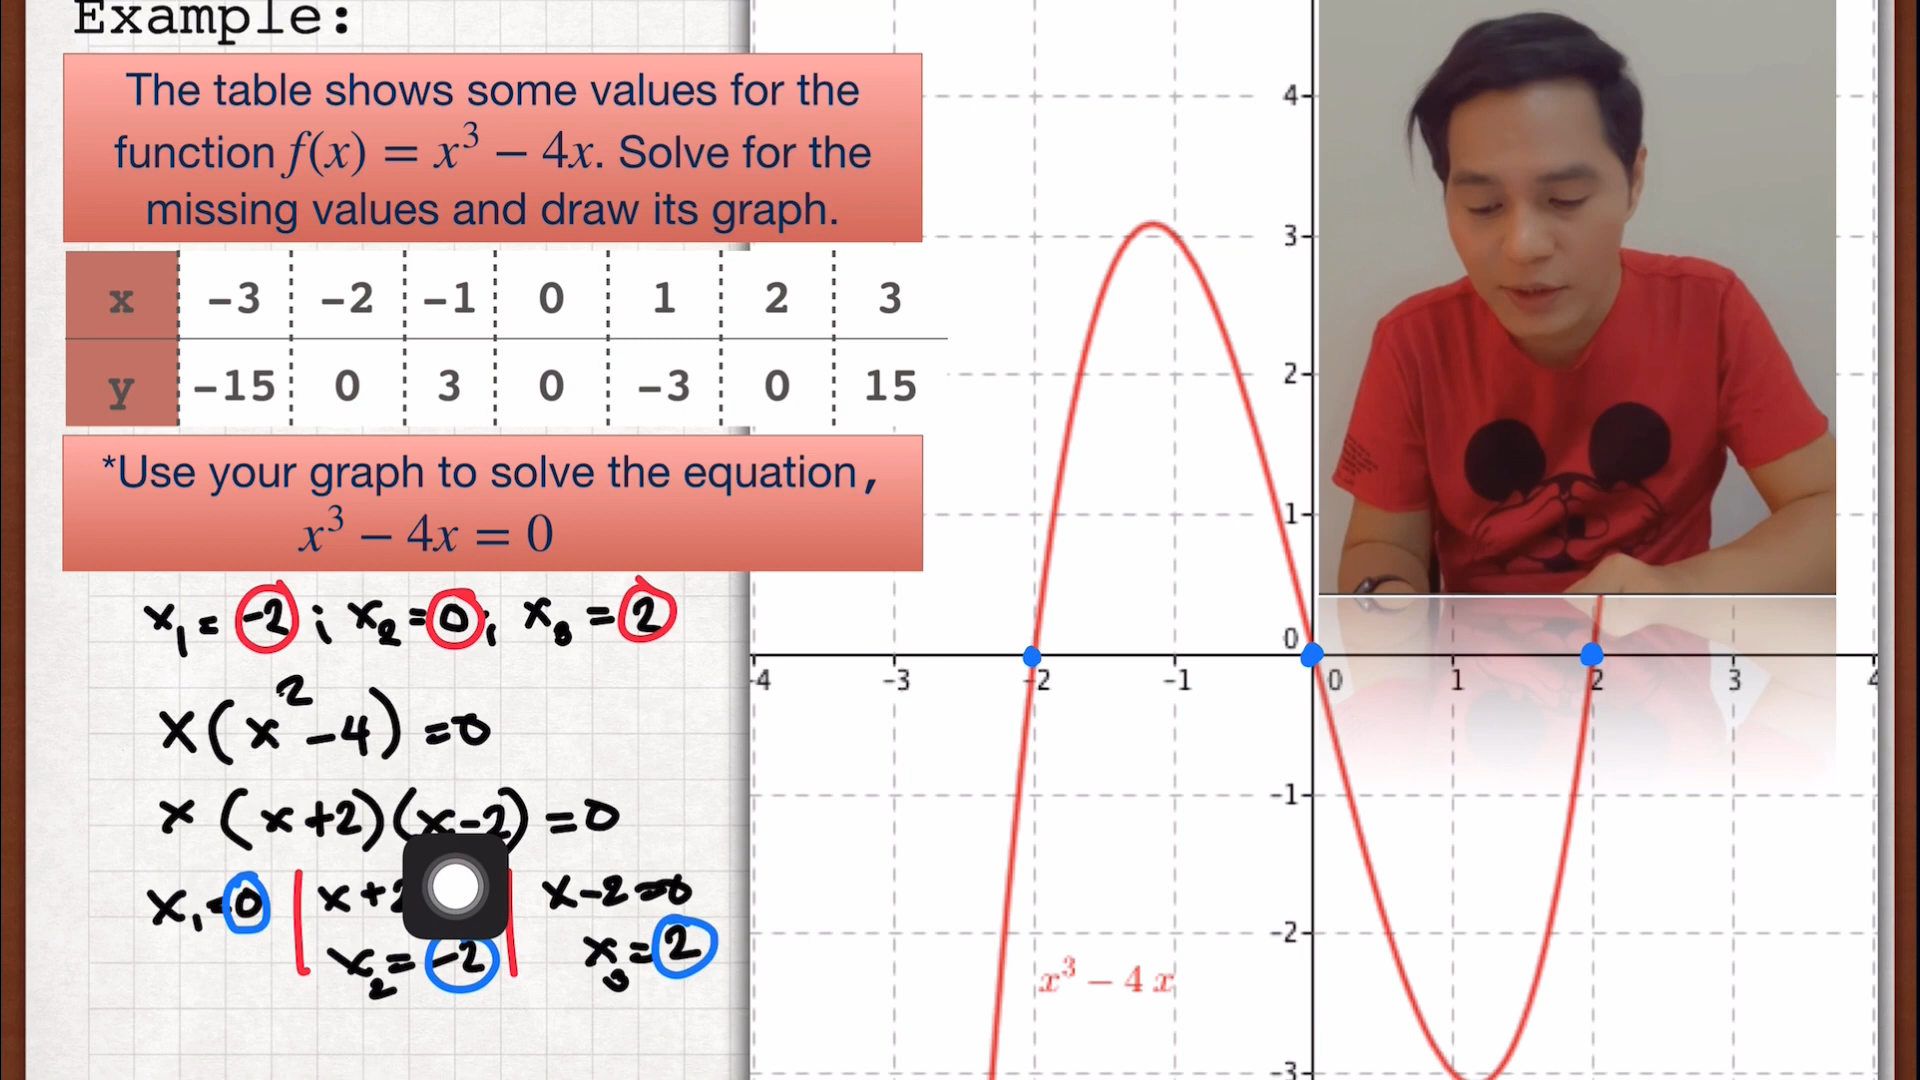 Example:
The table shows some values for the
function f(x) = x³ − 4x. Solve for the
missing values and draw its graph.
x −3 −2 −1 0 1 2 3
y −15 0 3 0 −3 0 15
*Use your graph to solve the equation,
x³ − 4x = 0
x₁ = -2 ; x₂ = 0 ; x₃ = 2
x(x²-4) = 0
x (x+2)(x-2) = 0
x₁ = 0
x+2
x₂ = -2
x-2=0
x₃ = 2
4
3
2
1
0
-4 -3 -2 -1 0 1 2 3 4
-1
-2
-3
x³ − 4 x